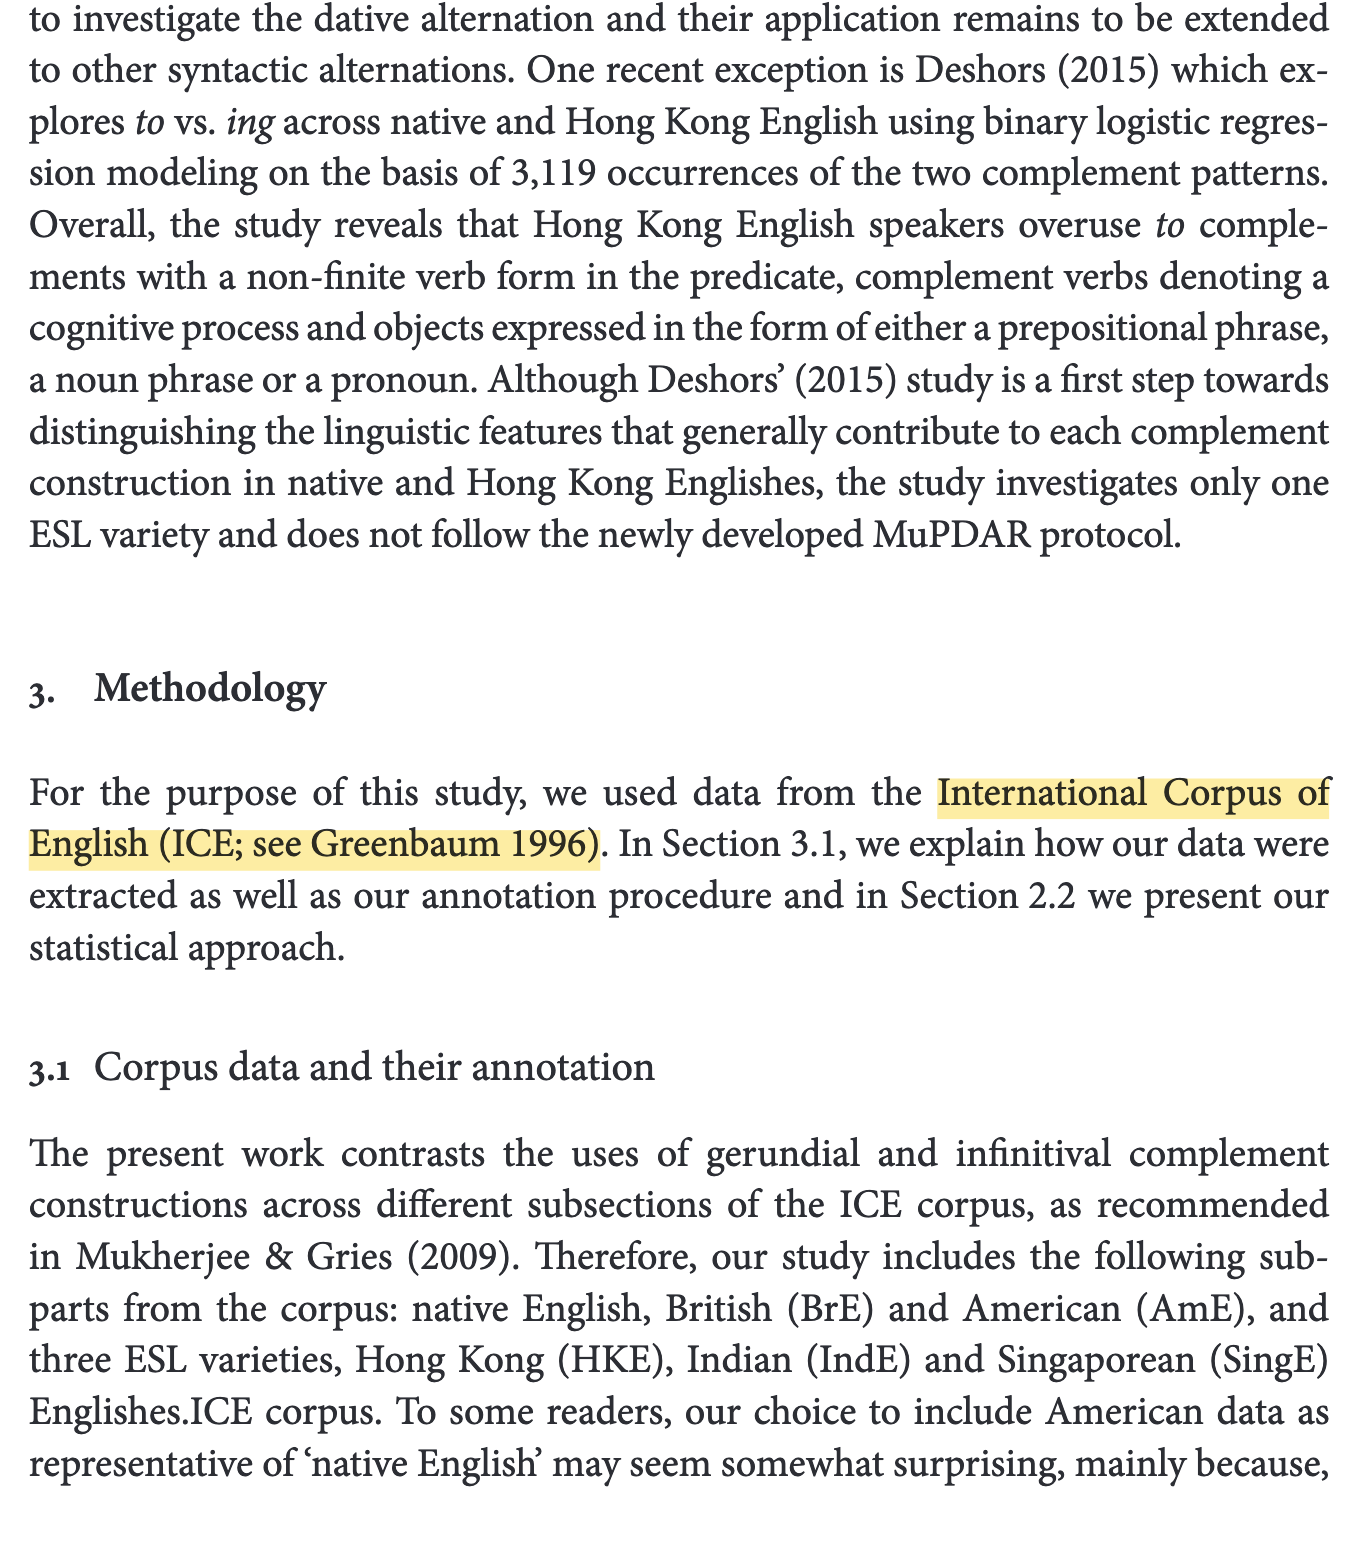 to investigate the dative alternation and their application remains to be extended
to other syntactic alternations. One recent exception is Deshors (2015) which ex-
plores to vs. ing across native and Hong Kong English using binary logistic regres-
sion modeling on the basis of 3,119 occurrences of the two complement patterns.
Overall, the study reveals that Hong Kong English speakers overuse to comple-
ments with a non-finite verb form in the predicate, complement verbs denoting a
cognitive process and objects expressed in the form of either a prepositional phrase,
a noun phrase or a pronoun. Although Deshors’ (2015) study is a first step towards
distinguishing the linguistic features that generally contribute to each complement
construction in native and Hong Kong Englishes, the study investigates only one
ESL variety and does not follow the newly developed MuPDAR protocol.
3. Methodology
For the purpose of this study, we used data from the International Corpus of
English (ICE; see Greenbaum 1996). In Section 3.1, we explain how our data were
extracted as well as our annotation procedure and in Section 2.2 we present our
statistical approach.
3.1 Corpus data and their annotation
The present work contrasts the uses of gerundial and infinitival complement
constructions across different subsections of the ICE corpus, as recommended
in Mukherjee & Gries (2009). Therefore, our study includes the following sub-
parts from the corpus: native English, British (BrE) and American (AmE), and
three ESL varieties, Hong Kong (HKE), Indian (IndE) and Singaporean (SingE)
Englishes.ICE corpus. To some readers, our choice to include American data as
representative of ‘native English’ may seem somewhat surprising, mainly because,